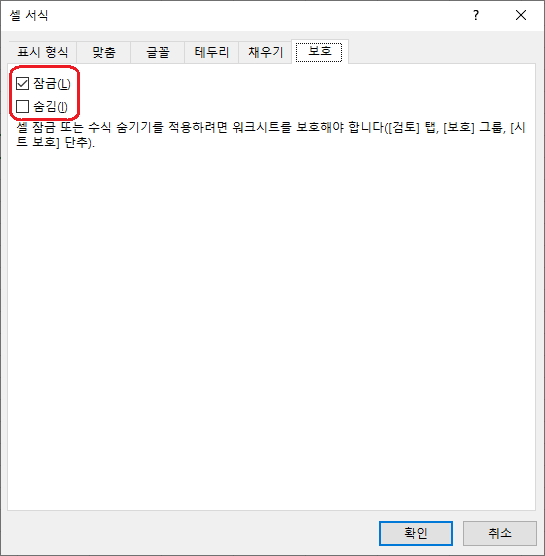 셀 서식 ?
표시 형식 맞춤 글꼴 테두리 채우기 보호
잠금(L)
숨김(I)
셀 잠금 또는 수식 숨기기를 적용하려면 워크시트를 보호해야 합니다([검토] 탭, [보호] 그룹, [시
트 보호] 단추).
확인 취소